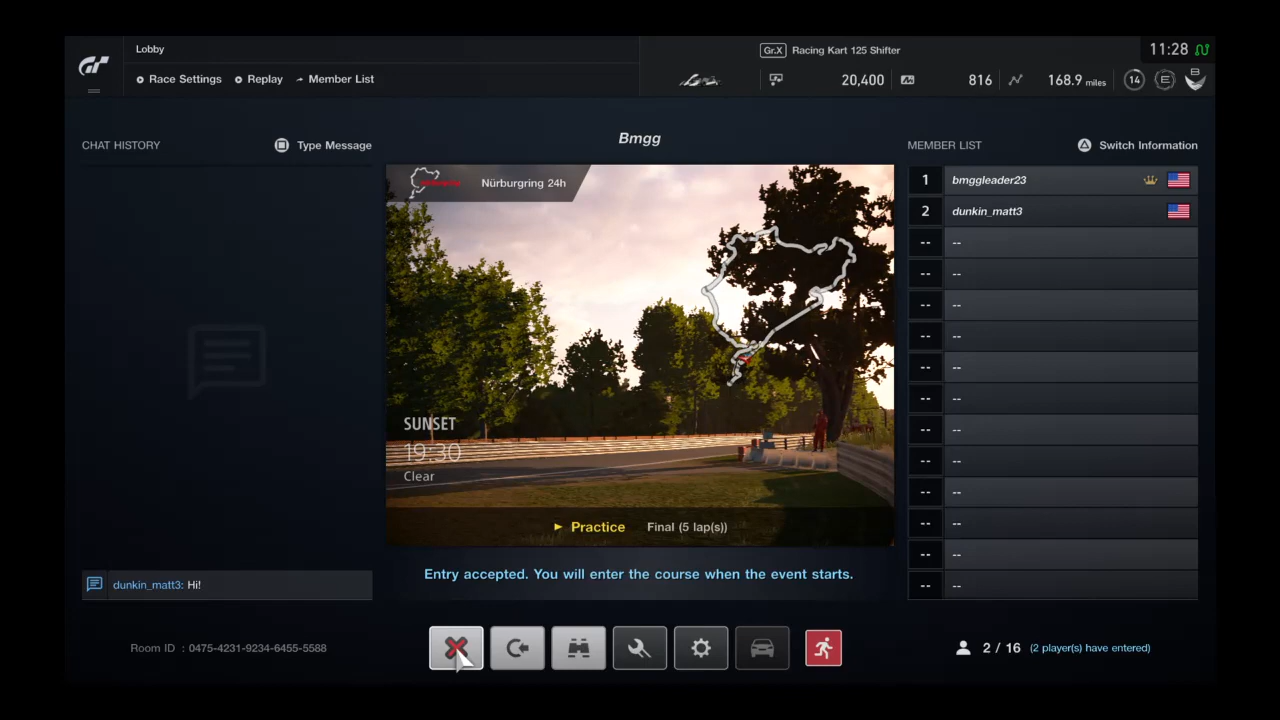 Lobby
Race Settings Replay Member List
Gr.X Racing Kart 125 Shifter
11:28
20,400 816 168.9 miles 14 E B
CHAT HISTORY
Type Message
Bmgg
MEMBER LIST
Switch Information
Nürburgring 24h
1 bmggleader23
2 dunkin_matt3
-- --
-- --
-- --
-- --
-- --
-- --
-- --
-- --
-- --
-- --
-- --
-- --
SUNSET
19:30
Clear
Practice Final (5 lap(s))
Entry accepted. You will enter the course when the event starts.
dunkin_matt3: Hi!
Room ID : 0475-4231-9234-6455-5588
2 / 16 (2 player(s) have entered)